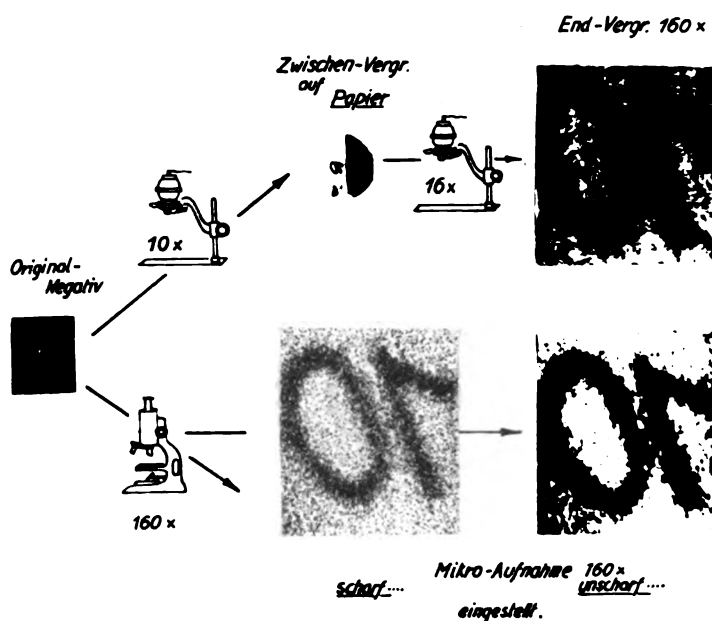 End-Vergr. 160 x
Zwischen-Vergr.
auf
Papier
16 x
10 x
Original-
Negativ
160 x
Mikro-Aufnahme 160 x
scharf.... unscharf....
eingestellt.